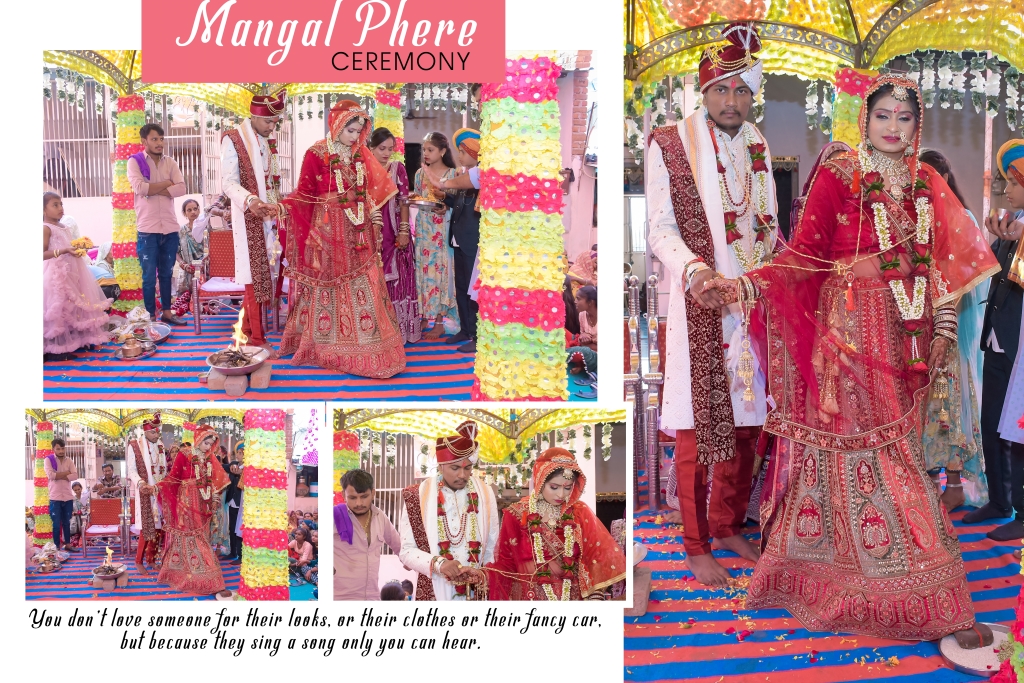 Mangal Phere
CEREMONY
You don't love someone for their looks, or their clothes or their fancy car,
but because they sing a song only you can hear.